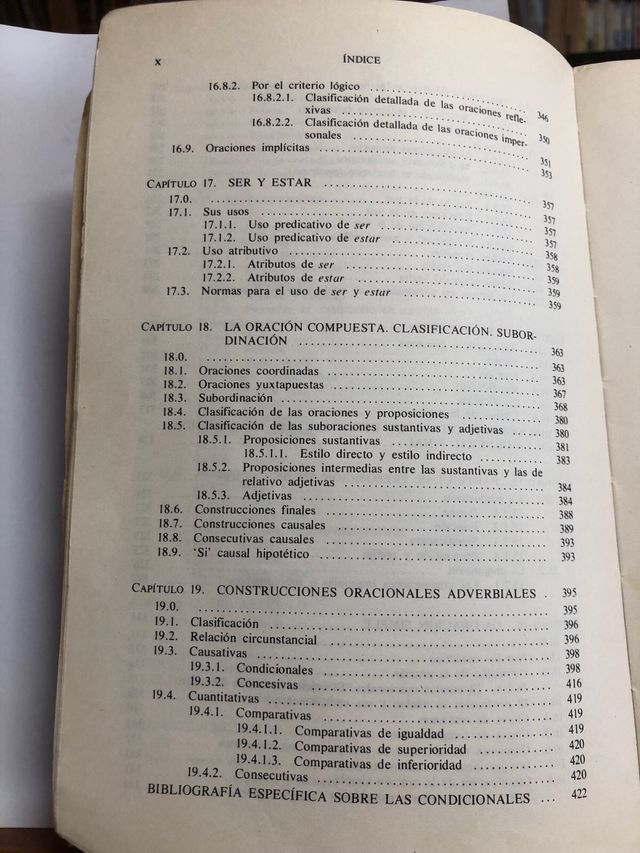 X ÍNDICE
16.8.2. Por el criterio lógico ........ 346
16.8.2.1. Clasificación detallada de las oraciones refle-
xivas ........ 350
16.8.2.2. Clasificación detallada de las oraciones imper-
sonales ........ 351
16.9. Oraciones implícitas ........ 353
CAPÍTULO 17. SER Y ESTAR ........ 357
17.0. ........ 357
17.1. Sus usos ........ 357
17.1.1. Uso predicativo de ser ........ 357
17.1.2. Uso predicativo de estar ........ 358
17.2. Uso atributivo ........ 358
17.2.1. Atributos de ser ........ 359
17.2.2. Atributos de estar ........ 359
17.3. Normas para el uso de ser y estar ........ 359
CAPÍTULO 18. LA ORACIÓN COMPUESTA. CLASIFICACIÓN. SUBOR-
DINACIÓN ........ 363
18.0. ........ 363
18.1. Oraciones coordinadas ........ 363
18.2. Oraciones yuxtapuestas ........ 367
18.3. Subordinación ........ 368
18.4. Clasificación de las oraciones y proposiciones ........ 380
18.5. Clasificación de las suboraciones sustantivas y adjetivas ........ 380
18.5.1. Proposiciones sustantivas ........ 381
18.5.1.1. Estilo directo y estilo indirecto ........ 383
18.5.2. Proposiciones intermedias entre las sustantivas y las de
relativo adjetivas ........ 384
18.5.3. Adjetivas ........ 384
18.6. Construcciones finales ........ 388
18.7. Construcciones causales ........ 389
18.8. Consecutivas causales ........ 393
18.9. ‘Si’ causal hipotético ........ 393
CAPÍTULO 19. CONSTRUCCIONES ORACIONALES ADVERBIALES . 395
19.0. ........ 395
19.1. Clasificación ........ 396
19.2. Relación circunstancial ........ 396
19.3. Causativas ........ 398
19.3.1. Condicionales ........ 398
19.3.2. Concesivas ........ 416
19.4. Cuantitativas ........ 419
19.4.1. Comparativas ........ 419
19.4.1.1. Comparativas de igualdad ........ 419
19.4.1.2. Comparativas de superioridad ........ 420
19.4.1.3. Comparativas de inferioridad ........ 420
19.4.2. Consecutivas ........ 420
BIBLIOGRAFÍA ESPECÍFICA SOBRE LAS CONDICIONALES ... 422